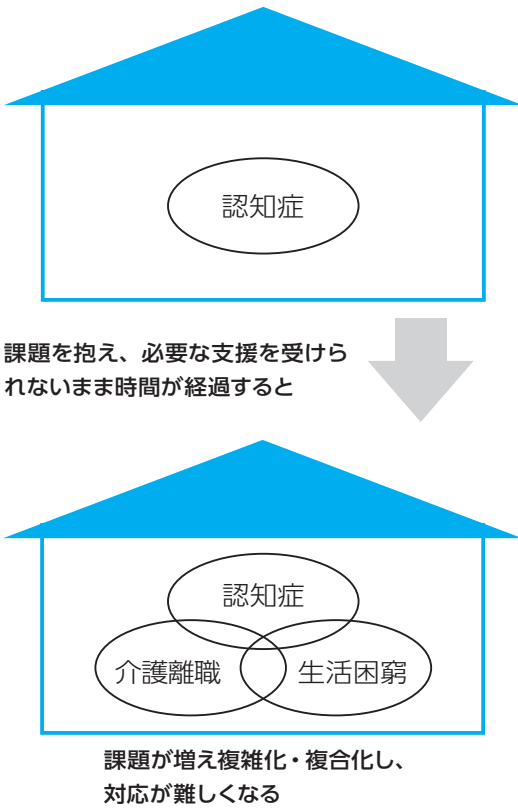 認知症
課題を抱え、必要な支援を受けら
れないまま時間が経過すると
認知症
介護離職
生活困窮
課題が増え複雑化・複合化し、
対応が難しくなる